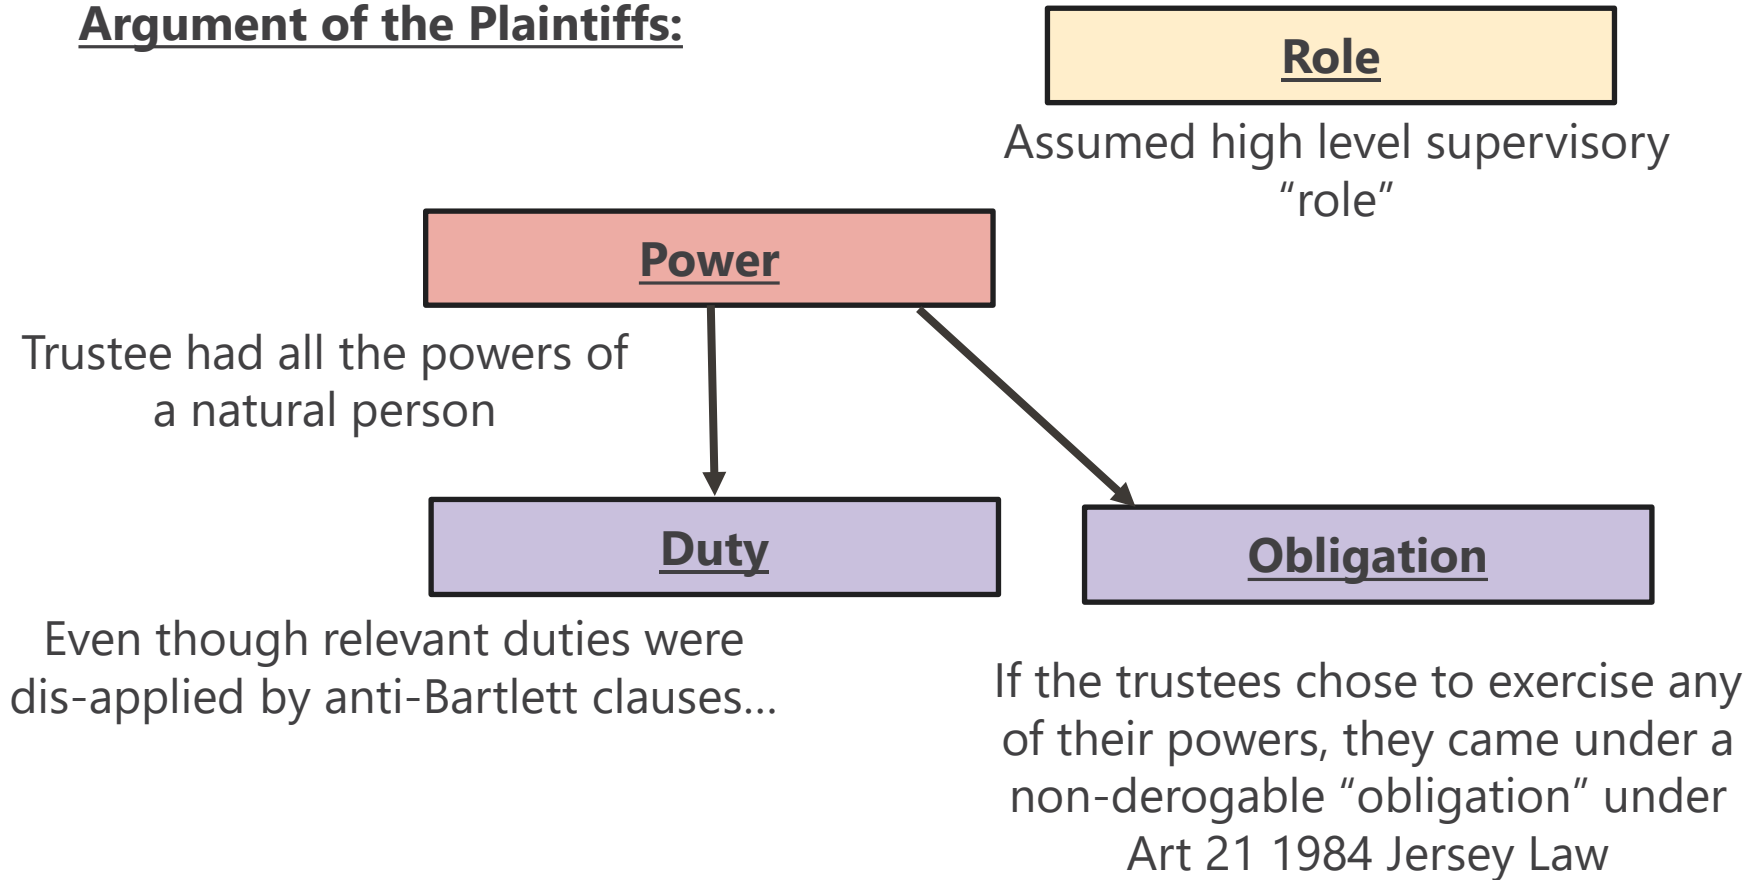 Argument of the Plaintiffs:
Role
Assumed high level supervisory
“role”
Power
Trustee had all the powers of
a natural person
Duty
Even though relevant duties were
dis-applied by anti-Bartlett clauses...
Obligation
If the trustees chose to exercise any
of their powers, they came under a
non-derogable “obligation” under
Art 21 1984 Jersey Law